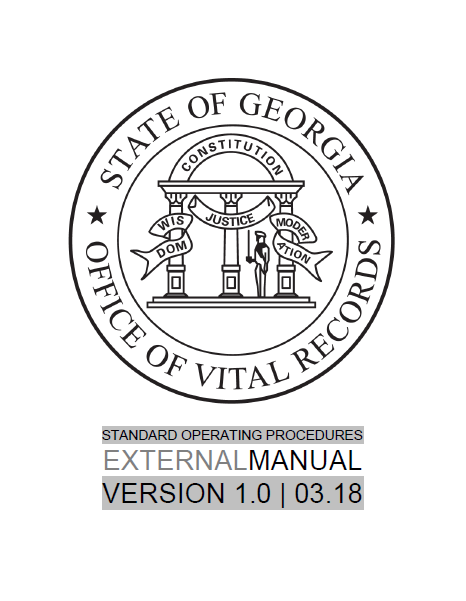 STATE OF GEORGIA
CONSTITUTION
WIS
DOM
JUSTICE
MODER
ATION
OFFICE OF VITAL RECORDS
STANDARD OPERATING PROCEDURES
EXTERNALMANUAL
VERSION 1.0 | 03.18